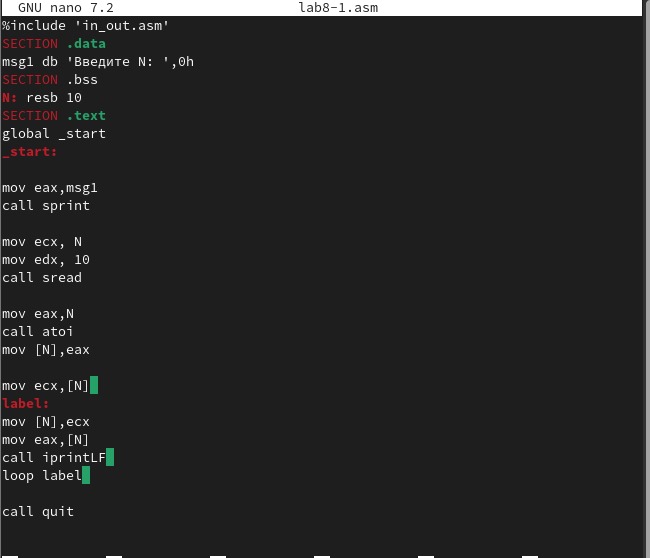 GNU nano 7.2 lab8-1.asm
%include 'in_out.asm'
SECTION .data
msg1 db 'Введите N: ',0h
SECTION .bss
N: resb 10
SECTION .text
global _start
_start:
mov eax,msg1
call sprint
mov ecx, N
mov edx, 10
call sread
mov eax,N
call atoi
mov [N],eax
mov ecx,[N]
label:
mov [N],ecx
mov eax,[N]
call iprintLF
loop label
call quit